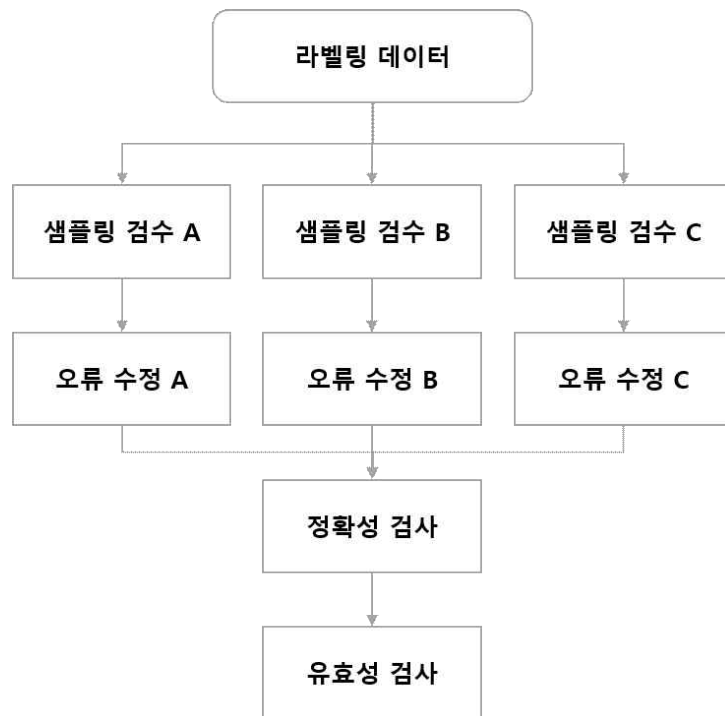 라벨링 데이터
샘플링 검수 A
샘플링 검수 B
샘플링 검수 C
오류 수정 A
오류 수정 B
오류 수정 C
정확성 검사
유효성 검사